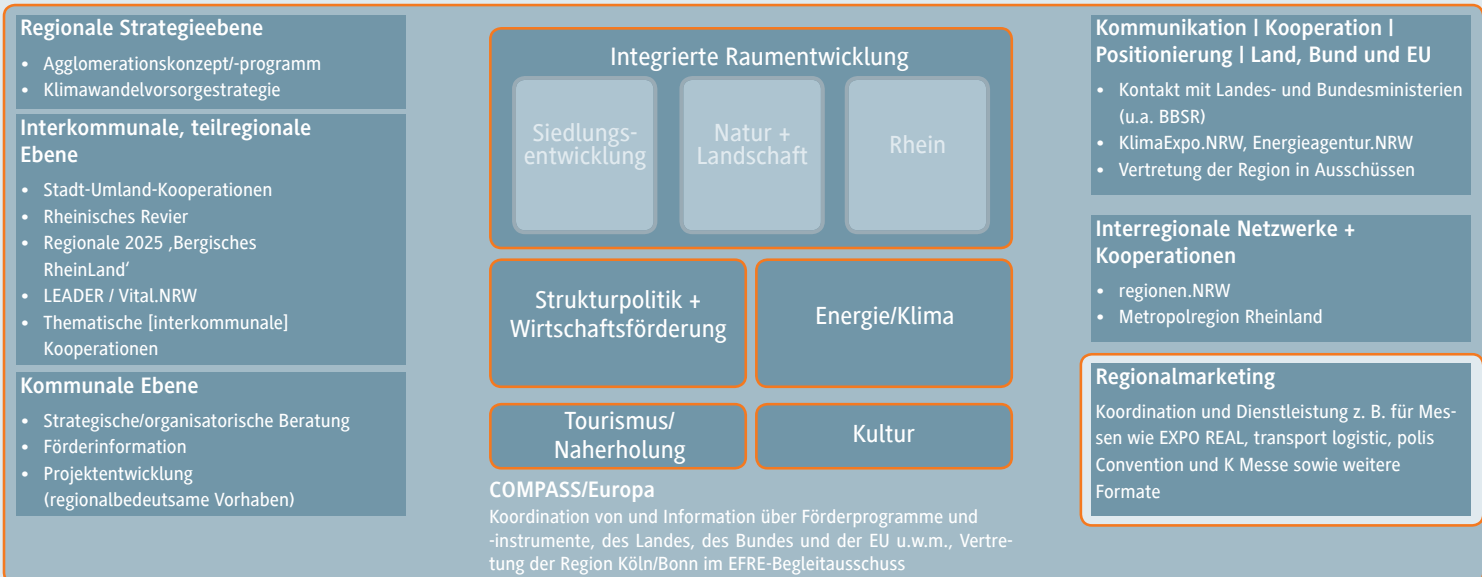 Regionale Strategieebene
• Agglomerationskonzept/-programm
• Klimawandelvorsorgestrategie
Interkommunale, teilregionale
Ebene
• Stadt-Umland-Kooperationen
• Rheinisches Revier
• Regionale 2025 ‚Bergisches
RheinLand‘
• LEADER / Vital.NRW
• Thematische [interkommunale]
Kooperationen
Kommunale Ebene
• Strategische/organisatorische Beratung
• Förderinformation
• Projektentwicklung
(regionalbedeutsame Vorhaben)
Integrierte Raumentwicklung
Siedlungs-
entwicklung
Natur +
Landschaft
Rhein
Strukturpolitik +
Wirtschaftsförderung
Energie/Klima
Tourismus/
Naherholung
Kultur
COMPASS/Europa
Koordination von und Information über Förderprogramme und
-instrumente, des Landes, des Bundes und der EU u.w.m., Vertre-
tung der Region Köln/Bonn im EFRE-Begleitausschuss
Kommunikation | Kooperation |
Positionierung | Land, Bund und EU
• Kontakt mit Landes- und Bundesministerien
(u.a. BBSR)
• KlimaExpo.NRW, Energieagentur.NRW
• Vertretung der Region in Ausschüssen
Interregionale Netzwerke +
Kooperationen
• regionen.NRW
• Metropolregion Rheinland
Regionalmarketing
Koordination und Dienstleistung z. B. für Mes-
sen wie EXPO REAL, transport logistic, polis
Convention und K Messe sowie weitere
Formate